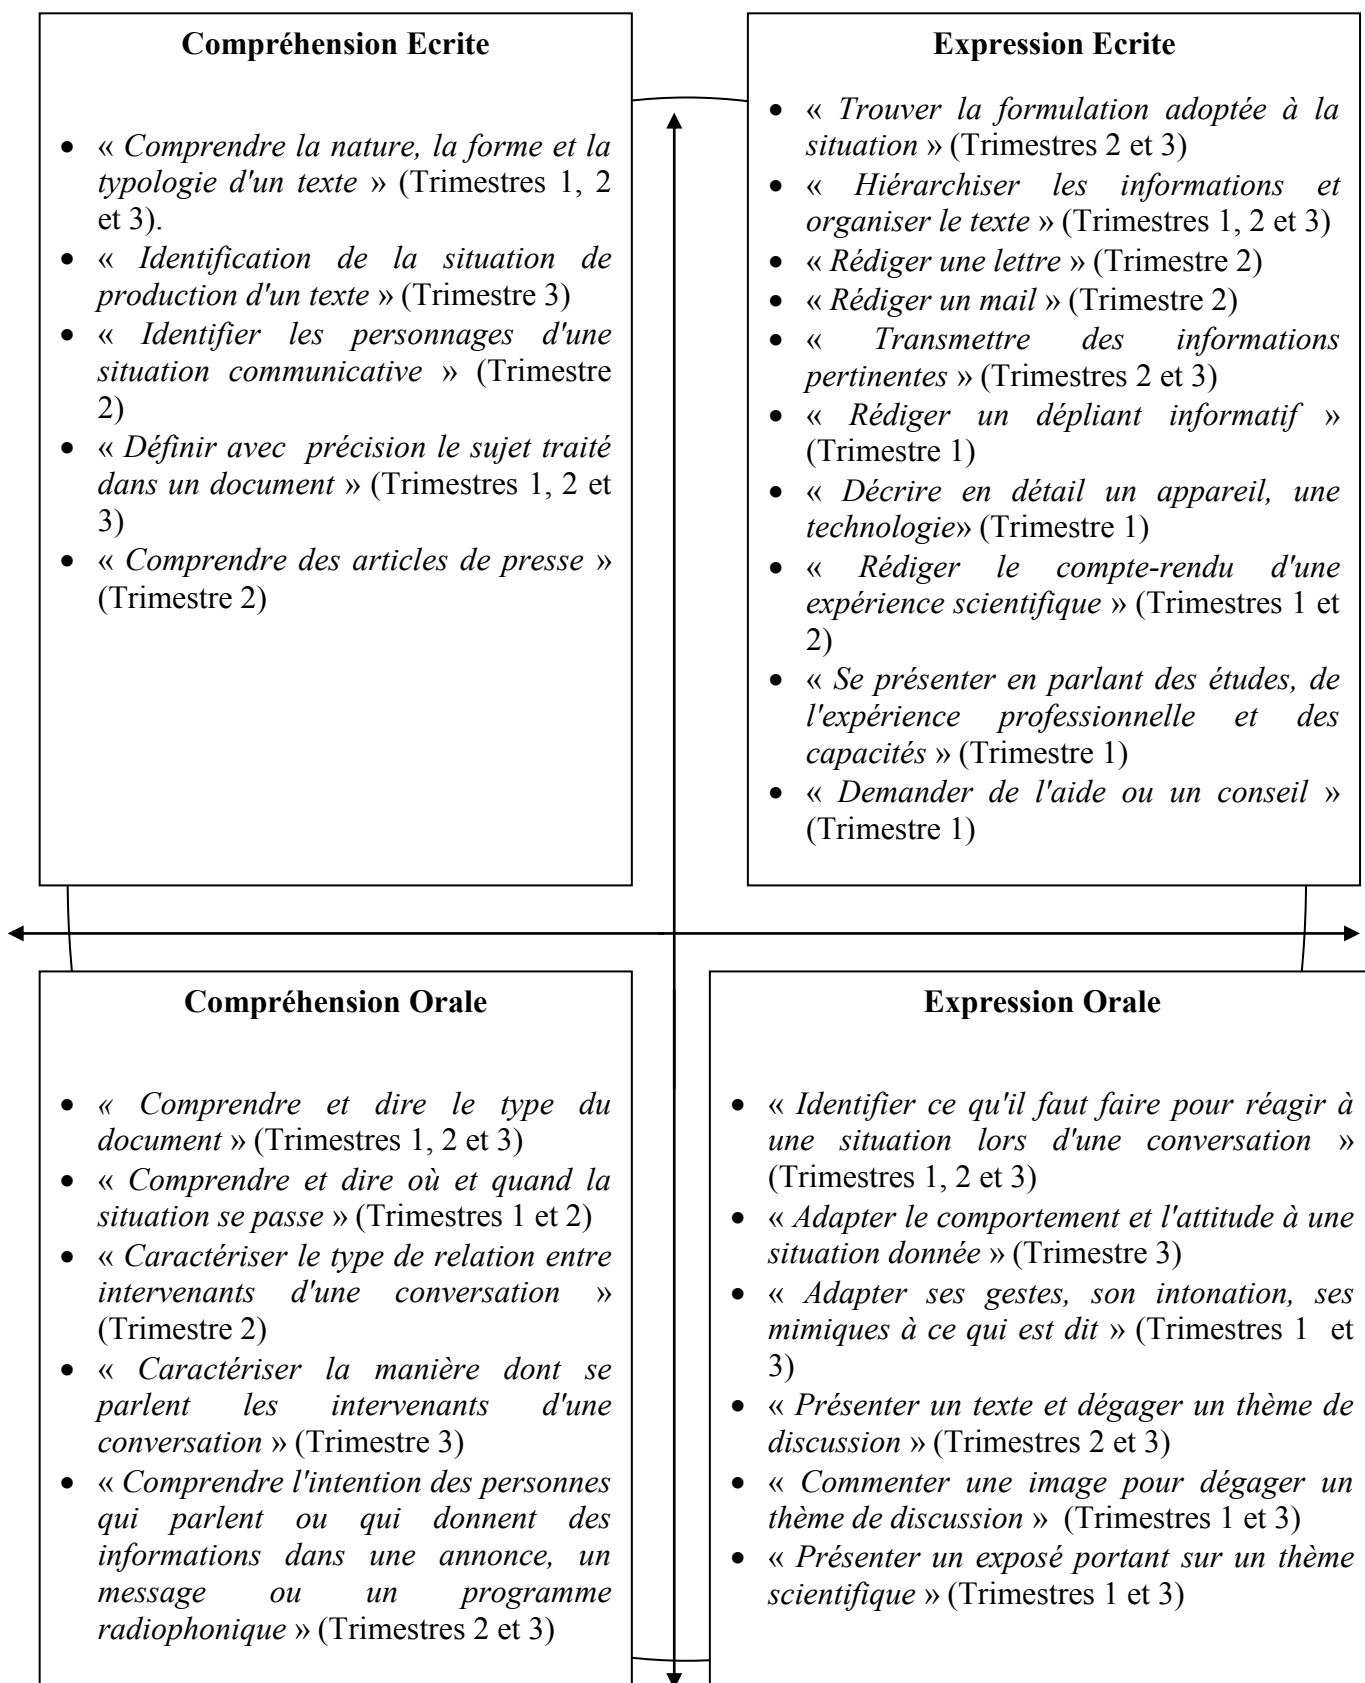 Compréhension Ecrite
• « Comprendre la nature, la forme et la
typologie d'un texte » (Trimestres 1, 2
et 3).
• « Identification de la situation de
production d'un texte » (Trimestre 3)
• « Identifier les personnages d'une
situation communicative » (Trimestre
2)
• « Définir avec précision le sujet traité
dans un document » (Trimestres 1, 2 et
3)
• « Comprendre des articles de presse »
(Trimestre 2)
Expression Ecrite
• « Trouver la formulation adoptée à la
situation » (Trimestres 2 et 3)
• « Hiérarchiser les informations et
organiser le texte » (Trimestres 1, 2 et 3)
• « Rédiger une lettre » (Trimestre 2)
• « Rédiger un mail » (Trimestre 2)
• « Transmettre des informations
pertinentes » (Trimestres 2 et 3)
• « Rédiger un dépliant informatif »
(Trimestre 1)
• « Décrire en détail un appareil, une
technologie» (Trimestre 1)
• « Rédiger le compte-rendu d'une
expérience scientifique » (Trimestres 1 et
2)
• « Se présenter en parlant des études, de
l'expérience professionnelle et des
capacités » (Trimestre 1)
• « Demander de l'aide ou un conseil »
(Trimestre 1)
Compréhension Orale
• « Comprendre et dire le type du
document » (Trimestres 1, 2 et 3)
• « Comprendre et dire où et quand la
situation se passe » (Trimestres 1 et 2)
• « Caractériser le type de relation entre
intervenants d'une conversation »
(Trimestre 2)
• « Caractériser la manière dont se
parlent les intervenants d'une
conversation » (Trimestre 3)
• « Comprendre l'intention des personnes
qui parlent ou qui donnent des
informations dans une annonce, un
message ou un programme
radiophonique » (Trimestres 2 et 3)
Expression Orale
• « Identifier ce qu'il faut faire pour réagir à
une situation lors d'une conversation »
(Trimestres 1, 2 et 3)
• « Adapter le comportement et l'attitude à une
situation donnée » (Trimestre 3)
• « Adapter ses gestes, son intonation, ses
mimiques à ce qui est dit » (Trimestres 1 et
3)
• « Présenter un texte et dégager un thème de
discussion » (Trimestres 2 et 3)
• « Commenter une image pour dégager un
thème de discussion » (Trimestres 1 et 3)
• « Présenter un exposé portant sur un thème
scientifique » (Trimestres 1 et 3)